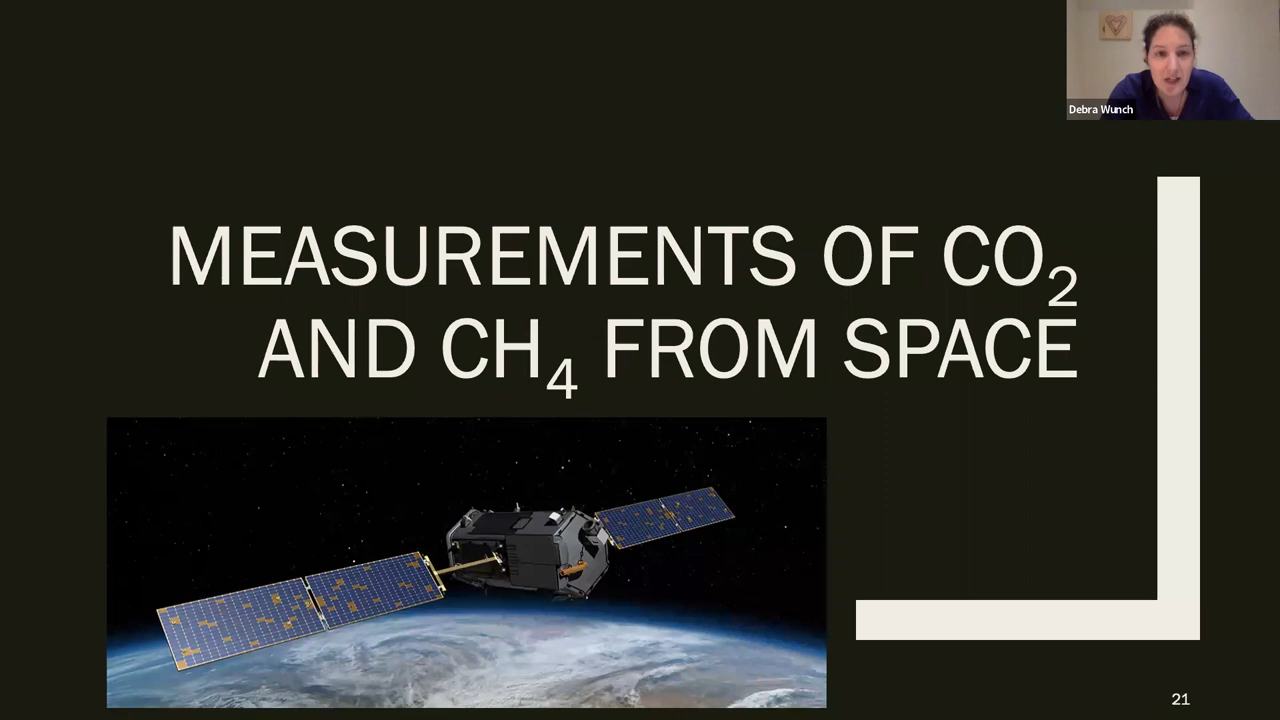 Debra Wunch
MEASUREMENTS OF CO₂
AND CH₄ FROM SPACE
21